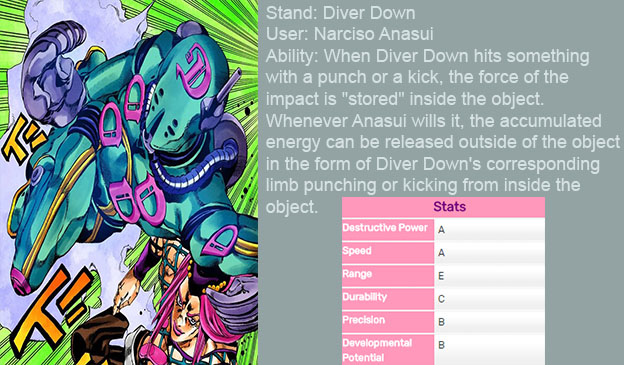 Stand: Diver Down
User: Narciso Anasui
Ability: When Diver Down hits something
with a punch or a kick, the force of the
impact is "stored" inside the object.
Whenever Anasui wills it, the accumulated
energy can be released outside of the object
in the form of Diver Down's corresponding
limb punching or kicking from inside the
object.
Stats
Destructive Power A
Speed A
Range E
Durability C
Precision B
Developmental B
Potential